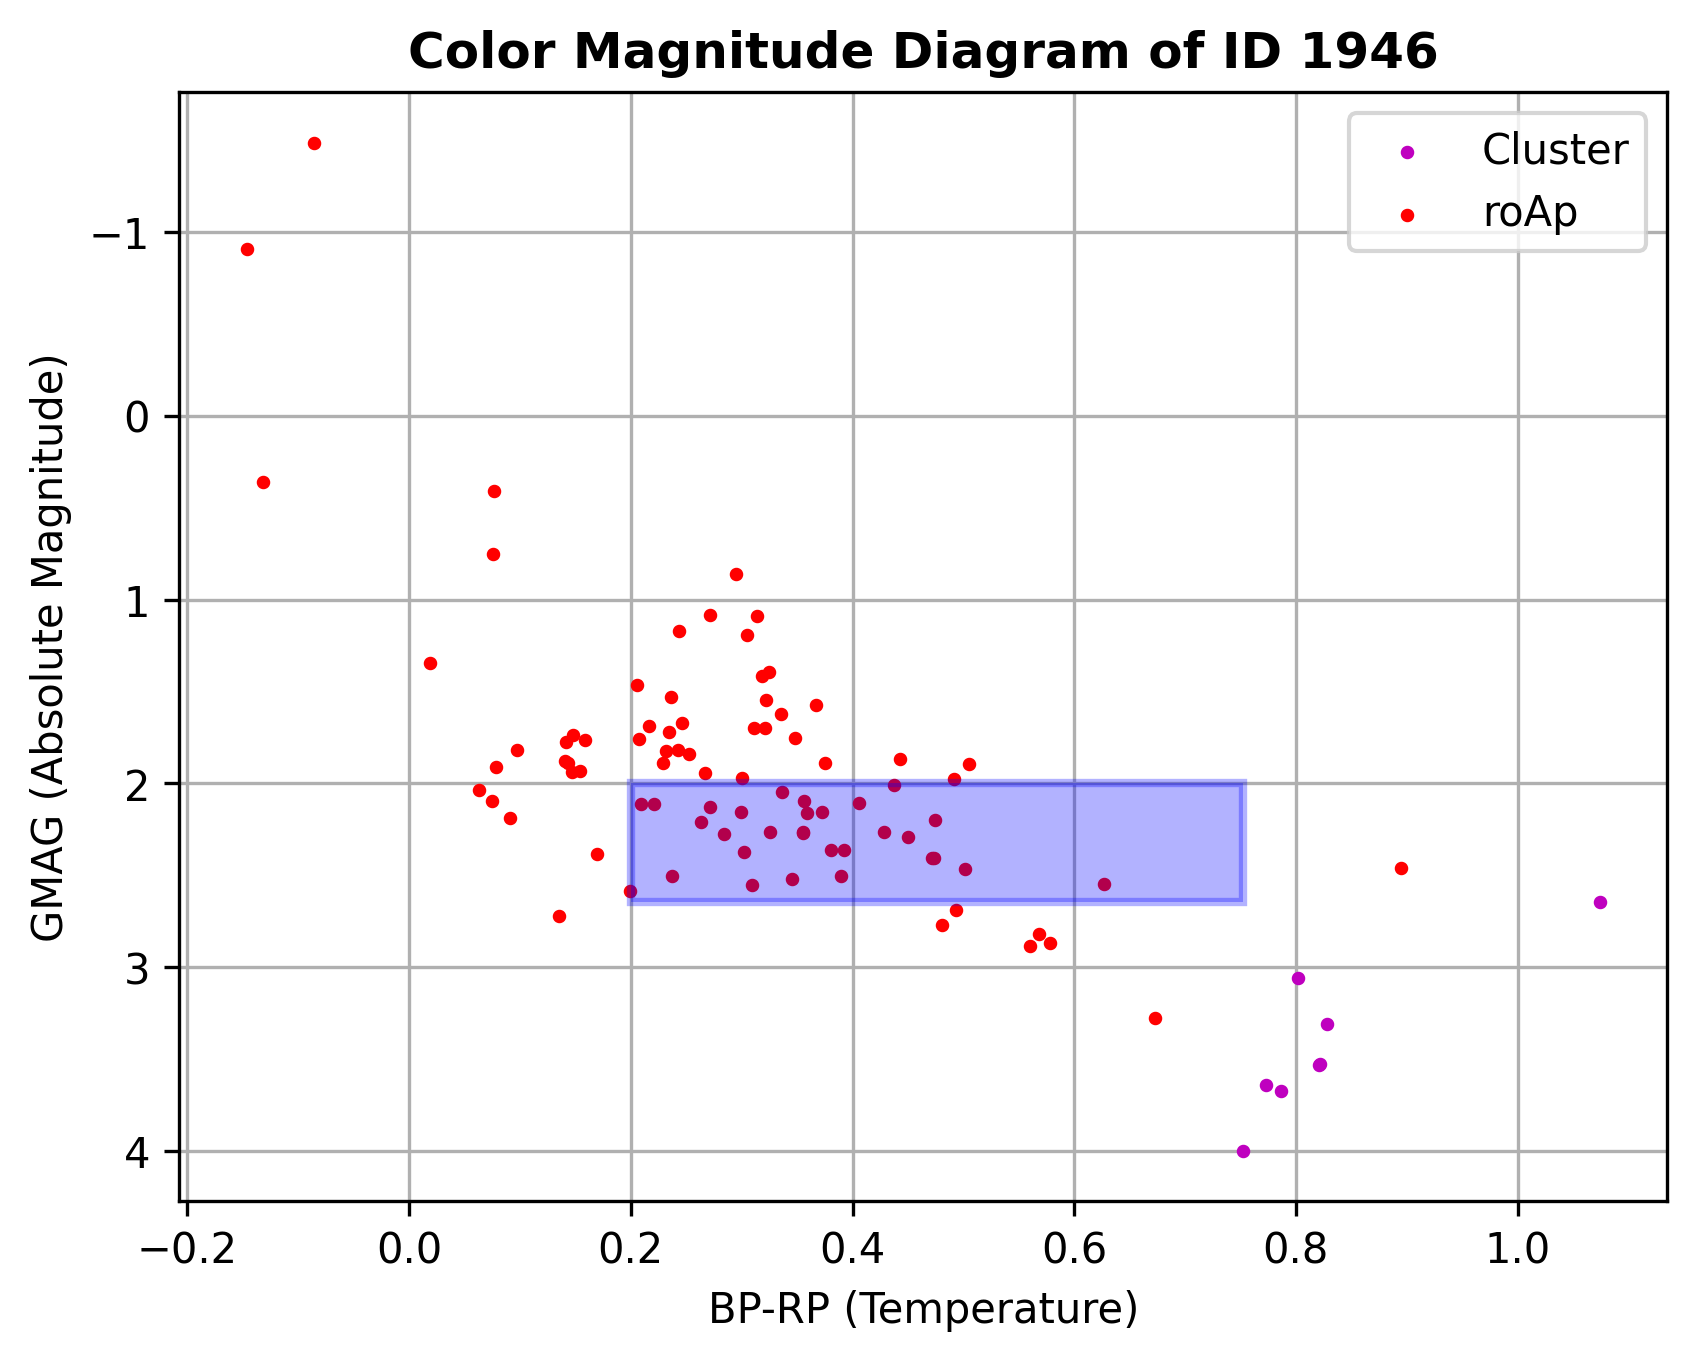 Color Magnitude Diagram of ID 1946
Cluster
roAp
−1
0
1
2
3
4
GMAG (Absolute Magnitude)
−0.2
0.0
0.2
0.4
0.6
0.8
1.0
BP-RP (Temperature)